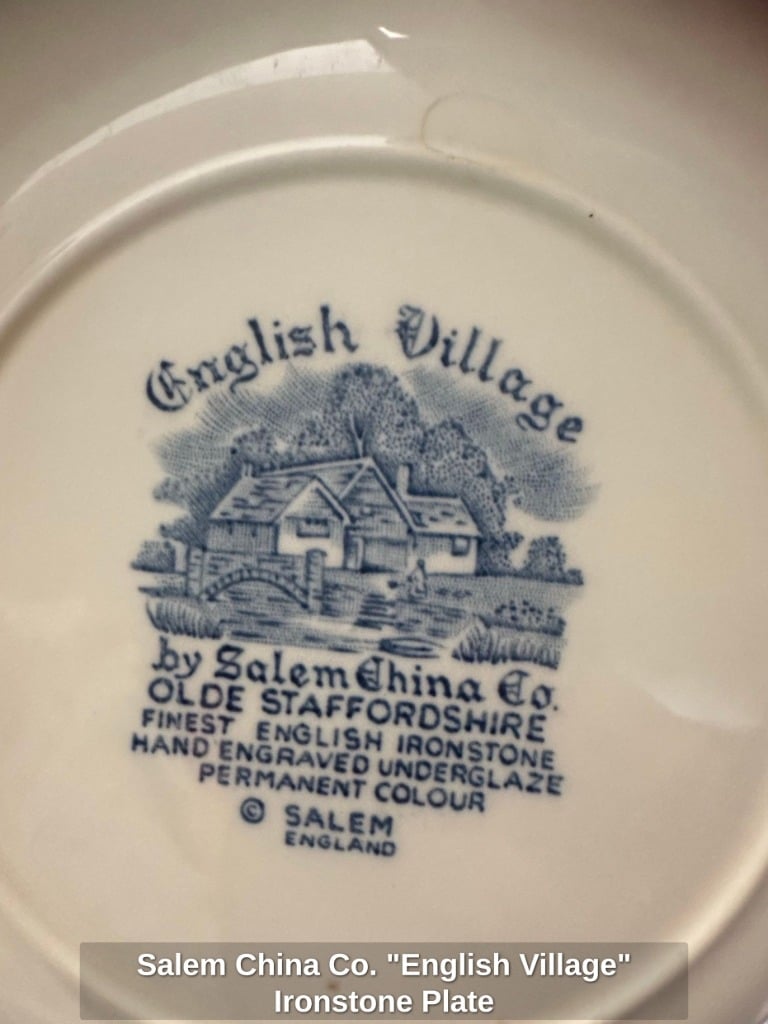 English Village
by Salem China Co.
OLDE STAFFORDSHIRE
FINEST ENGLISH IRONSTONE
HAND ENGRAVED UNDERGLAZE
PERMANENT COLOUR
© SALEM
ENGLAND
Salem China Co. "English Village"
Ironstone Plate